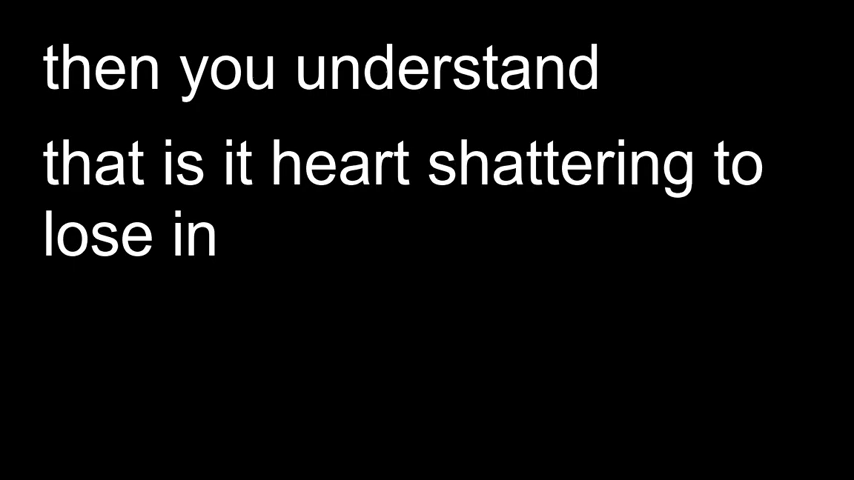 then you understand
that is it heart shattering to
lose in